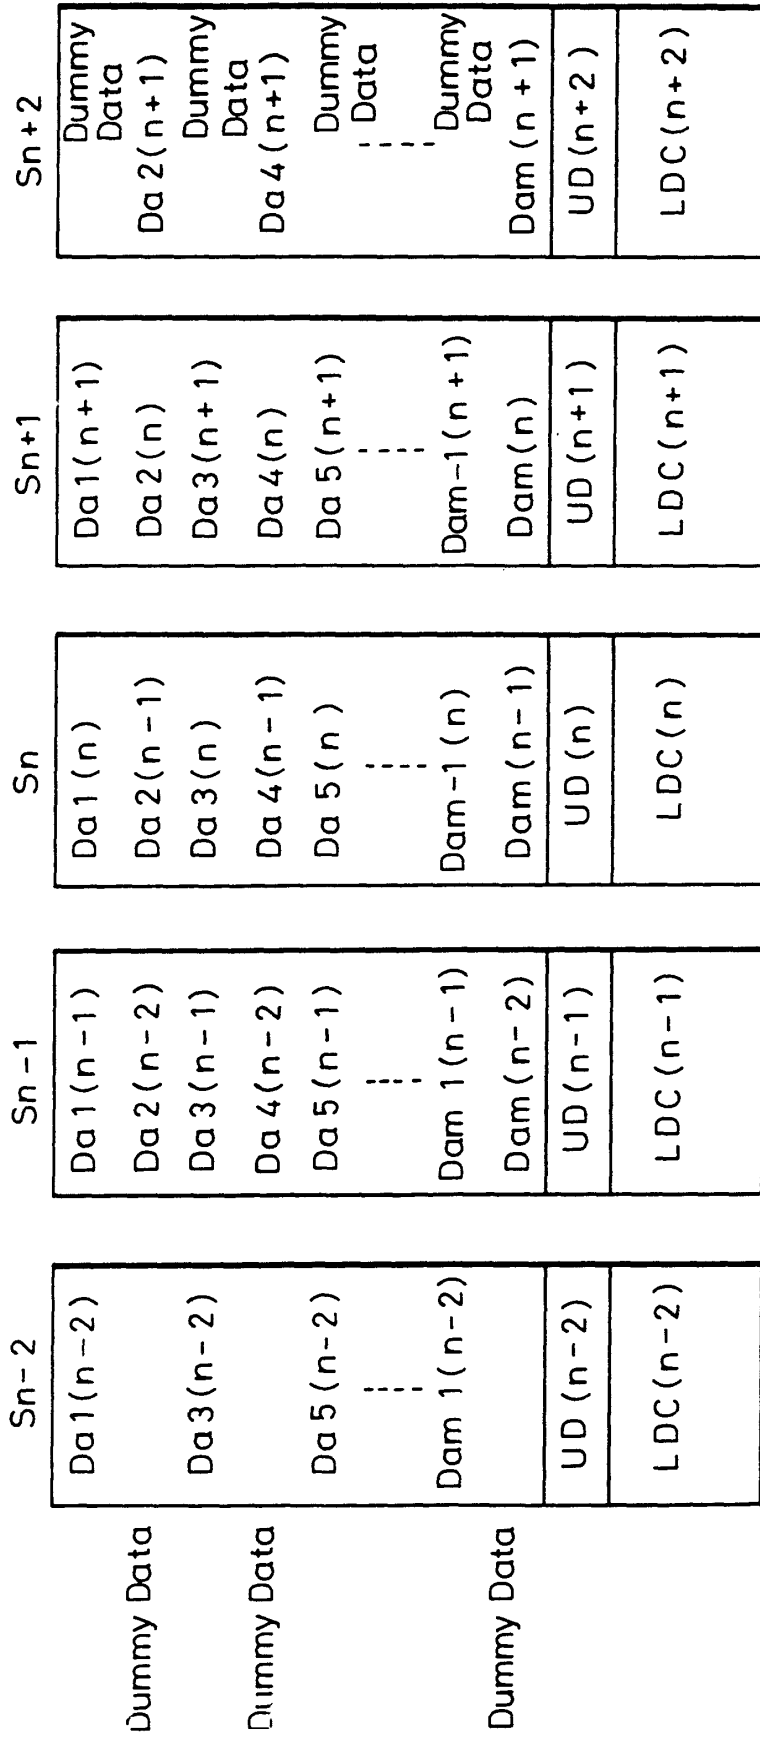 Sn-2
Da1(n-2)
Dummy Data
Da3(n-2)
Dummy Data
Da5(n-2)
Dam 1(n-2)
Dummy Data
UD(n-2)
LDC(n-2)
Sn-1
Da1(n-1)
Da2(n-2)
Da3(n-1)
Da4(n-2)
Da5(n-1)
Dam 1(n-1)
Dam(n-2)
UD(n-1)
LDC(n-1)
Sn
Da1(n)
Da2(n-1)
Da3(n)
Da4(n-1)
Da5(n)
Dam-1(n)
Dam(n-1)
UD(n)
LDC(n)
Sn+1
Da1(n+1)
Da2(n)
Da3(n+1)
Da4(n)
Da5(n+1)
Dam-1(n+1)
Dam(n)
UD(n+1)
LDC(n+1)
Sn+2
Dummy
Data
Da2(n+1)
Dummy
Data
Da4(n+1)
Dummy
Data
Dummy
Data
Dam(n+1)
UD(n+2)
LDC(n+2)